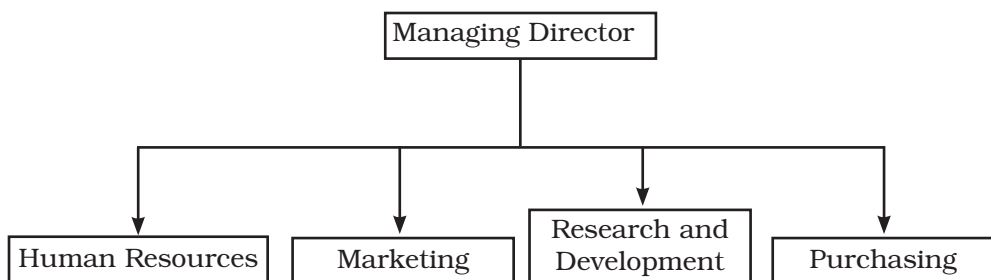 Managing Director
Human Resources
Marketing
Research and
Development
Purchasing